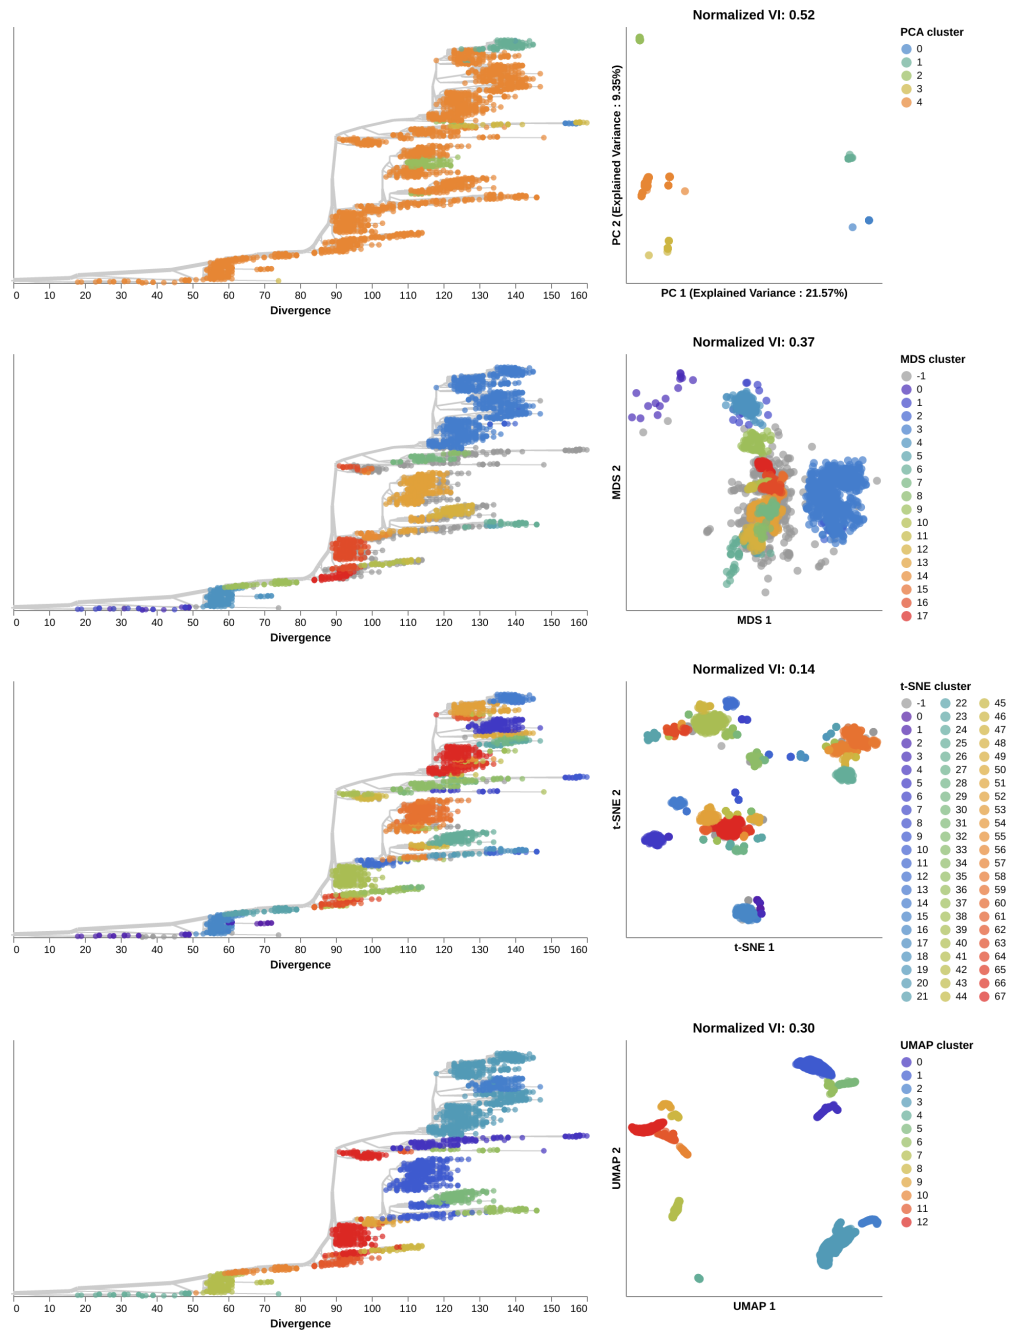 Normalized VI: 0.52
PCA cluster
0
1
2
3
4
PC 2 (Explained Variance : 9.35%)
0 10 20 30 40 50 60 70 80 90 100 110 120 130 140 150 160
Divergence
PC 1 (Explained Variance : 21.57%)
Normalized VI: 0.37
MDS cluster
-1
0
1
2
3
4
5
6
7
8
9
10
11
12
13
14
15
16
17
MDS 2
0 10 20 30 40 50 60 70 80 90 100 110 120 130 140 150 160
Divergence
MDS 1
Normalized VI: 0.14
t-SNE cluster
-1 22 45
0 23 46
1 24 47
2 25 48
3 26 49
4 27 50
5 28 51
6 29 52
7 30 53
8 31 54
9 32 55
10 33 56
11 34 57
12 35 58
13 36 59
14 37 60
15 38 61
16 39 62
17 40 63
18 41 64
19 42 65
20 43 66
21 44 67
t-SNE 2
0 10 20 30 40 50 60 70 80 90 100 110 120 130 140 150 160
Divergence
t-SNE 1
Normalized VI: 0.30
UMAP cluster
0
1
2
3
4
5
6
7
8
9
10
11
12
UMAP 2
0 10 20 30 40 50 60 70 80 90 100 110 120 130 140 150 160
Divergence
UMAP 1